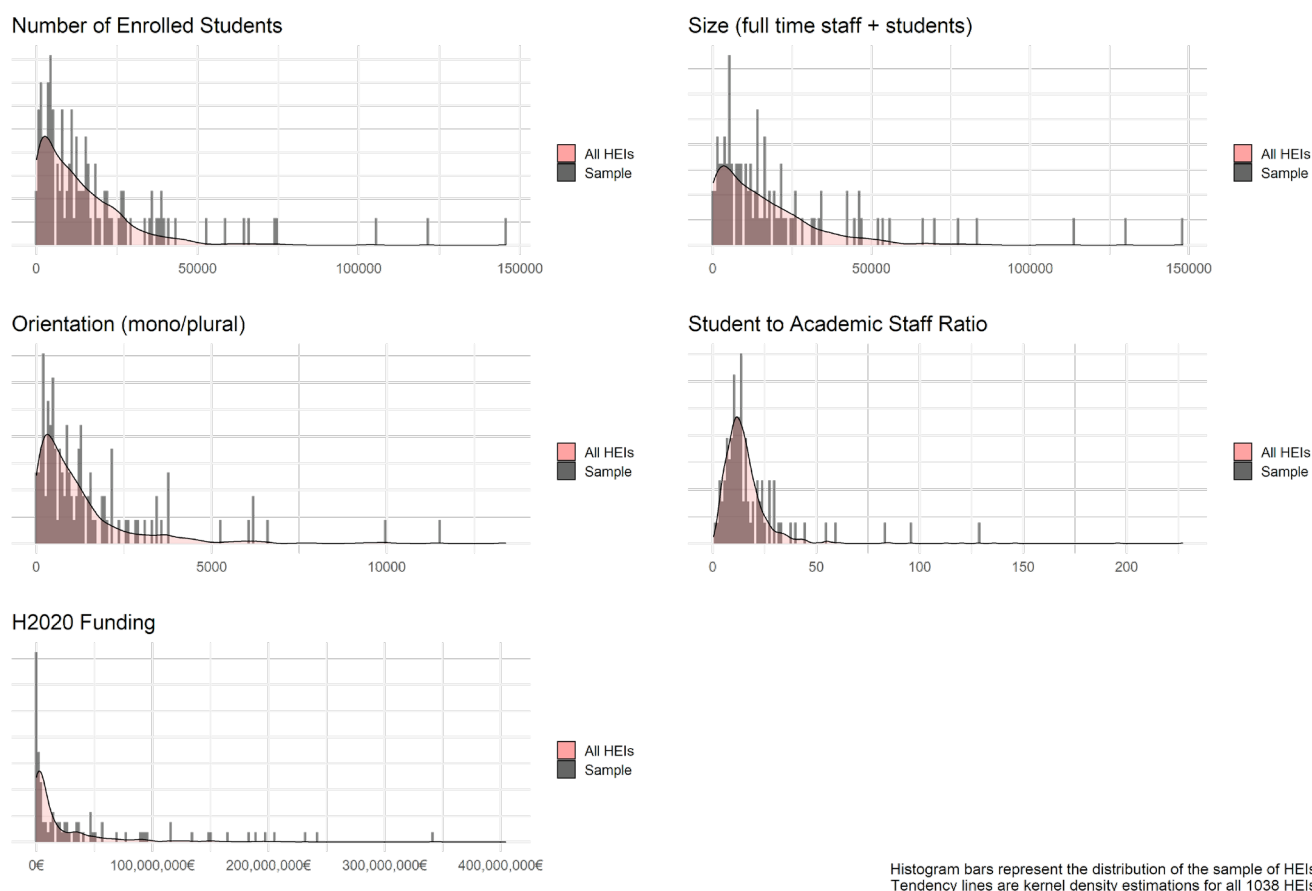 Number of Enrolled Students
All HEIs
Sample
0 50000 100000 150000
Size (full time staff + students)
All HEIs
Sample
0 50000 100000 150000
Orientation (mono/plural)
All HEIs
Sample
0 5000 10000
Student to Academic Staff Ratio
All HEIs
Sample
0 50 100 150 200
H2020 Funding
All HEIs
Sample
0€ 100,000,000€ 200,000,000€ 300,000,000€ 400,000,000€
Histogram bars represent the distribution of the sample of HEIs
Tendency lines are kernel density estimations for all 1038 HEIs